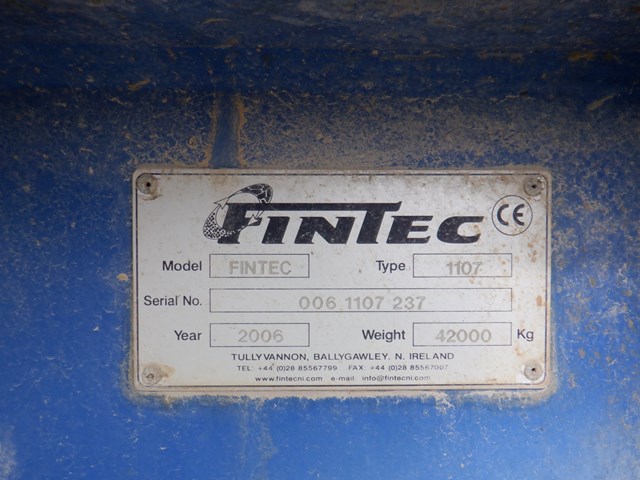 FINTEC CE
Model FINTEC Type 1107
Serial No. 006 1107 237
Year 2006 Weight 42000 Kg
TULLYVANNON, BALLYGAWLEY. N. IRELAND
TEL: +44 (0)28 85567799 FAX: +44 (0)28 85567007
www.fintecni.com e-mail: info@fintecni.com